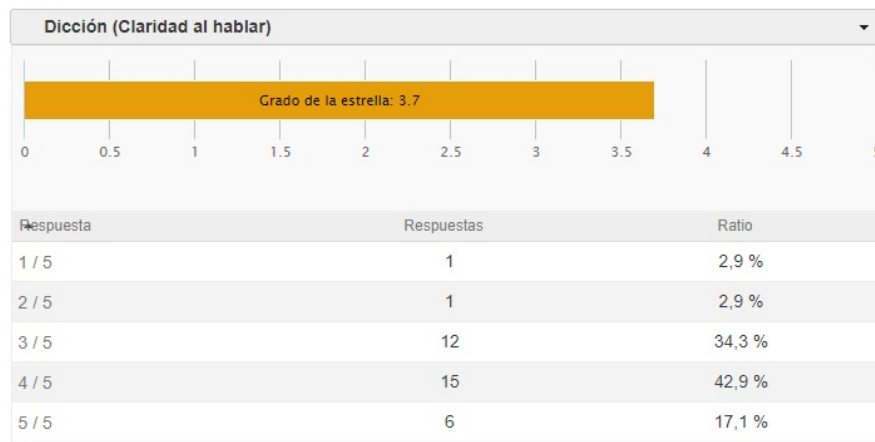 Dicción (Claridad al hablar)
Grado de la estrella: 3.7
0 0.5 1 1.5 2 2.5 3 3.5 4 4.5
Respuesta Respuestas Ratio
1 / 5 1 2,9 %
2 / 5 1 2,9 %
3 / 5 12 34,3 %
4 / 5 15 42,9 %
5 / 5 6 17,1 %